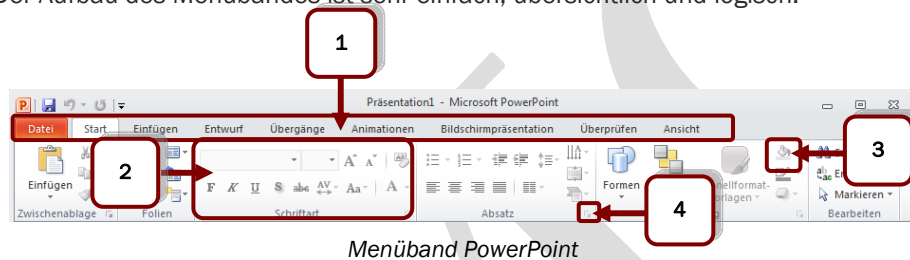 Der Aufbau des Menübandes ist sehr einfach, übersichtlich und logisch.
1
Präsentation1 - Microsoft PowerPoint
Datei Start Einfügen Entwurf Übergänge Animationen Bildschirmpräsentation Überprüfen Ansicht
2
3
Einfügen
F K U S abc AV Aa A
Formen
4
Markieren
Zwischenablage Folien Schriftart Absatz Bearbeiten
Menüband PowerPoint